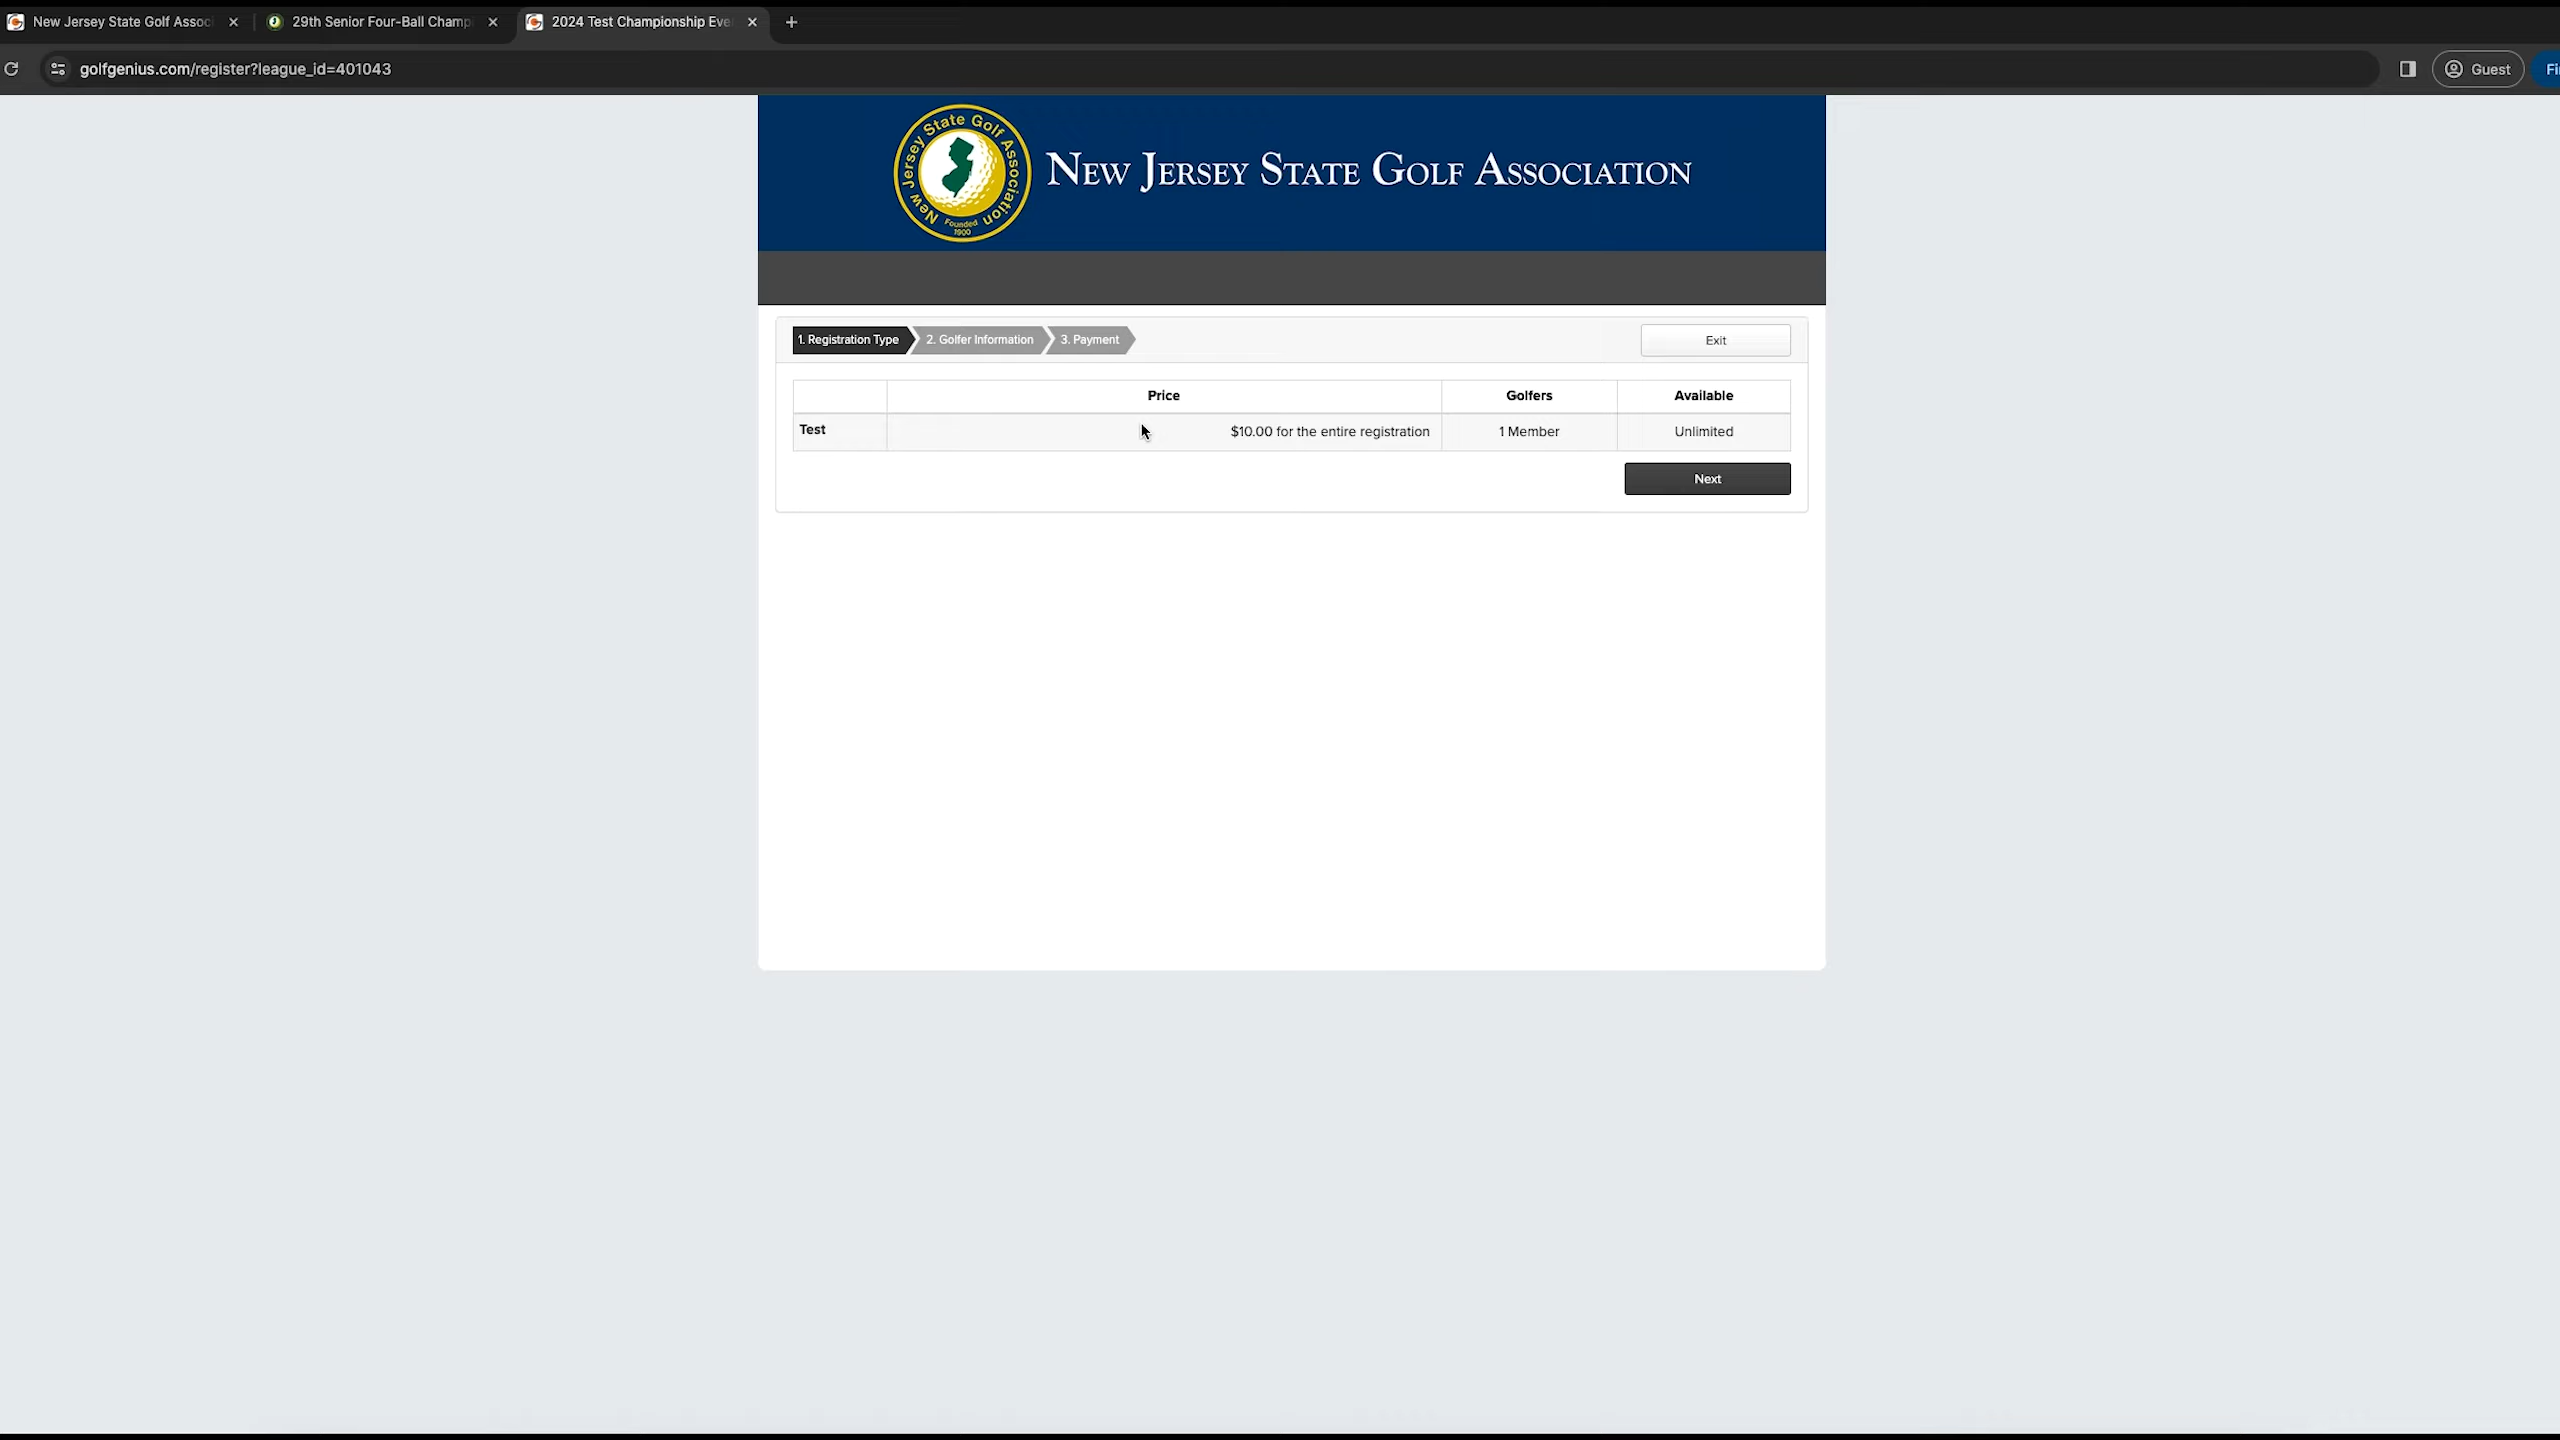 New Jersey State Golf Assoc
29th Senior Four-Ball Champ
2024 Test Championship Eve
golfgenius.com/register?league_id=401043
Guest
Fi
New Jersey State Golf Association
Founded
1900
New Jersey State Golf Association
1. Registration Type
2. Golfer Information
3. Payment
Exit
Price
Golfers
Available
Test
$10.00 for the entire registration
1 Member
Unlimited
Next